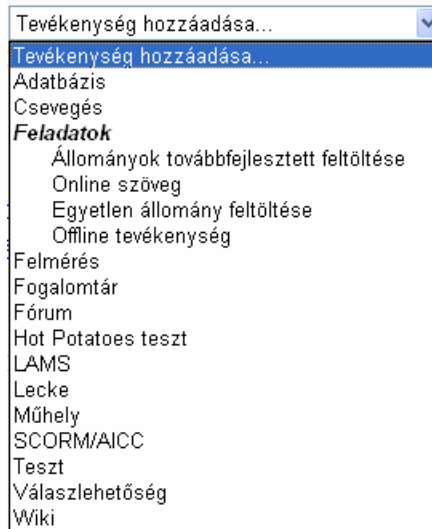 Tevékenység hozzáadása...
Tevékenység hozzáadása...
Adatbázis
Csevegés
Feladatok
Állományok továbbfejlesztett feltöltése
Online szöveg
Egyetlen állomány feltöltése
Offline tevékenység
Felmérés
Fogalomtár
Fórum
Hot Potatoes teszt
LAMS
Lecke
Műhely
SCORM/AICC
Teszt
Válaszlehetőség
Wiki